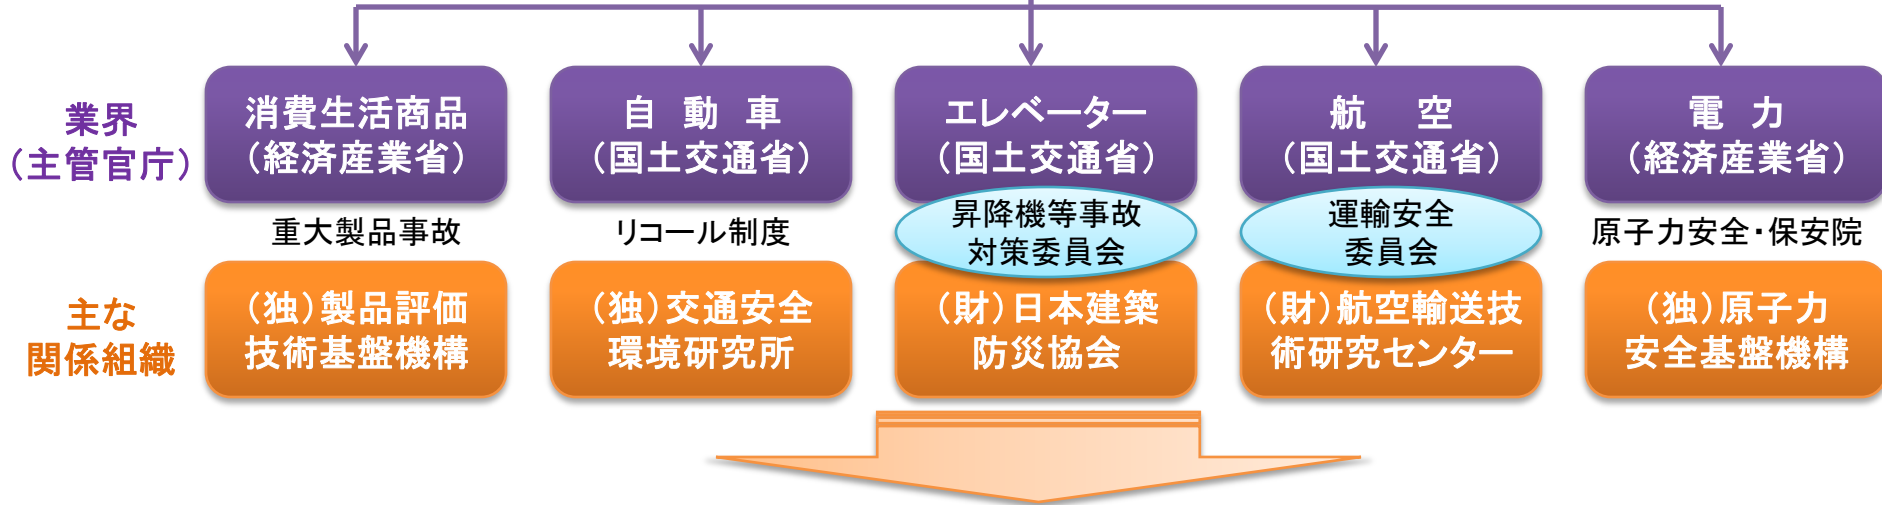 業界
（主管官庁）
消費生活商品
（経済産業省）
自　動　車
（国土交通省）
エレベーター
（国土交通省）
航　　空
（国土交通省）
電　力
（経済産業省）
重大製品事故
リコール制度
昇降機等事故
対策委員会
運輸安全
委員会
原子力安全・保安院
主な
関係組織
（独）製品評価
技術基盤機構
（独）交通安全
環境研究所
（財）日本建築
防災協会
（財）航空輸送技
術研究センター
（独）原子力
安全基盤機構